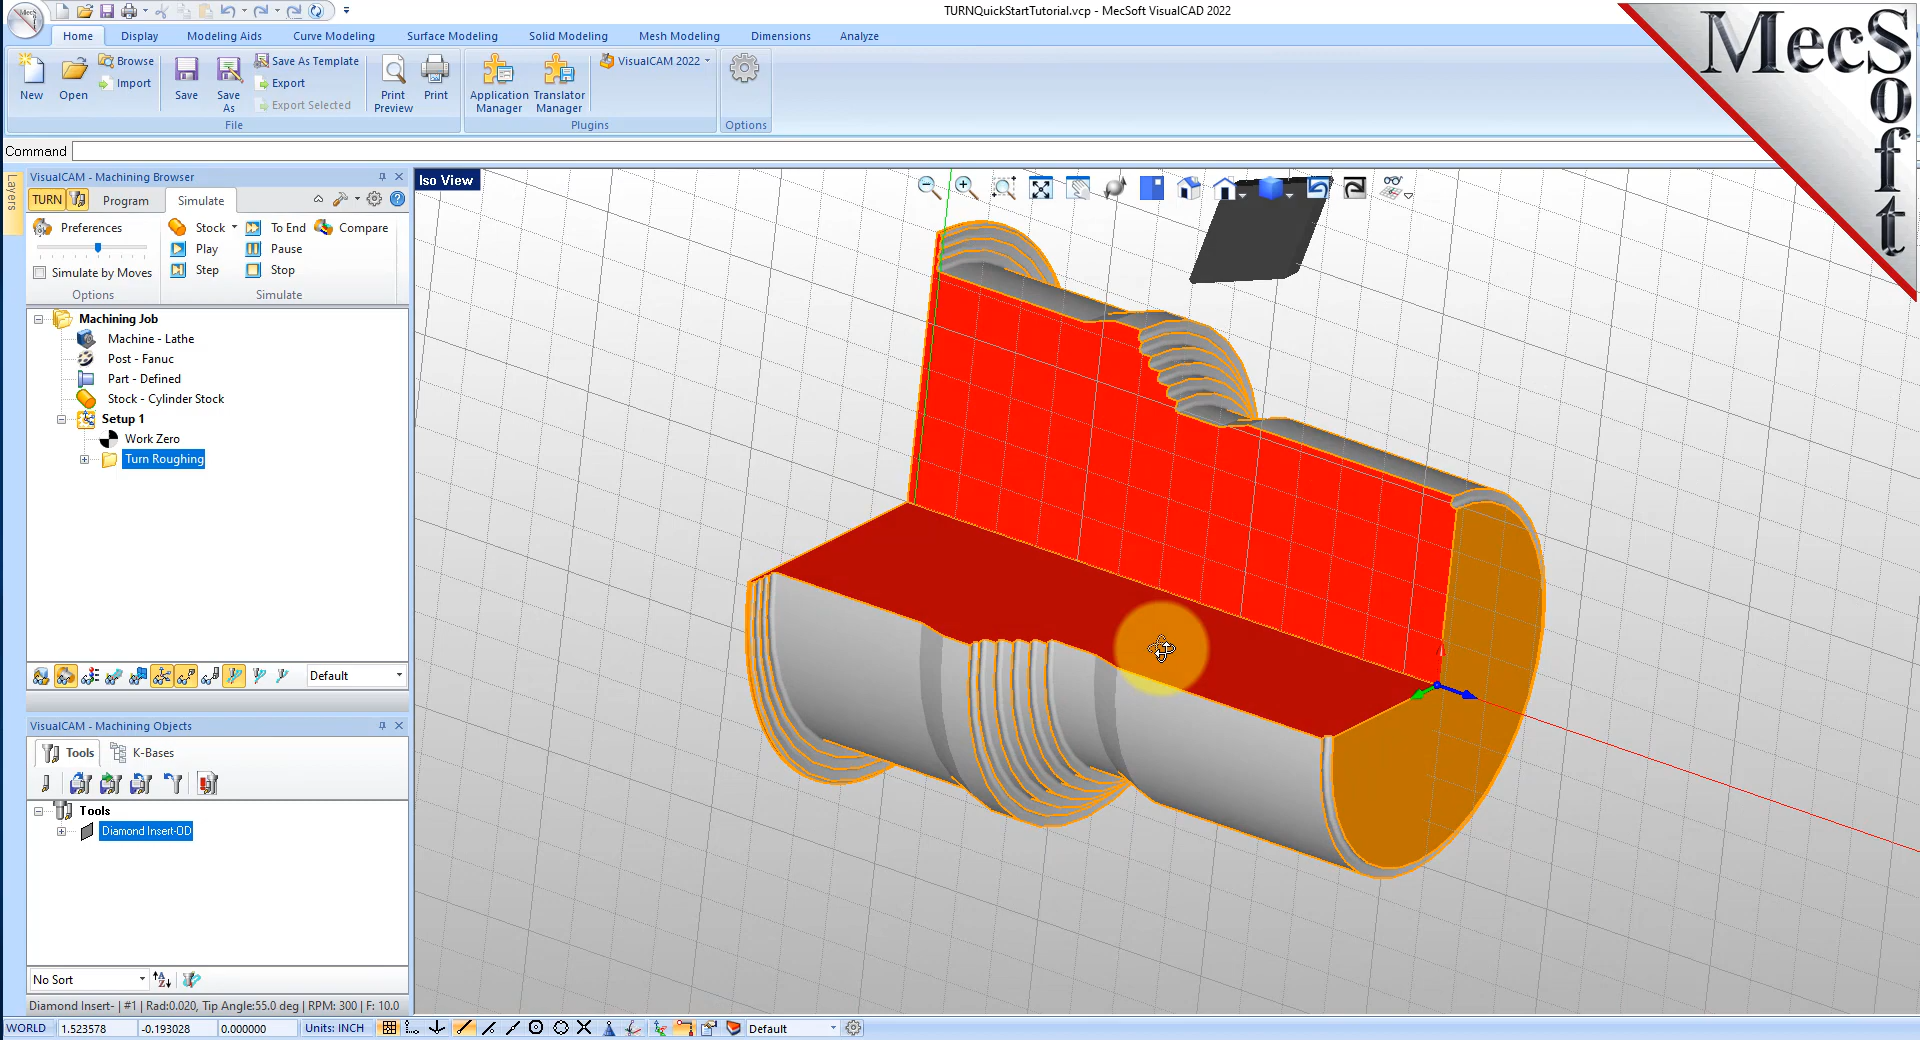 TURNQuickStartTutorial.vcp - MecSoft VisualCAD 2022
MecS
Home Display Modeling Aids Curve Modeling Surface Modeling Solid Modeling Mesh Modeling Dimensions Analyze
New
Open
Browse
Import
Save
Save As
Save As Template
Export
Export Selected
Print Preview
Print
Application Manager
Translator Manager
VisualCAM 2022
File
Plugins
Options
MecSoft
Command
Layers
VisualCAM - Machining Browser
TURN Program Simulate
Preferences
Simulate by Moves
Options
Stock
To End
Compare
Play
Pause
Step
Stop
Simulate
Machining Job
Machine - Lathe
Post - Fanuc
Part - Defined
Stock - Cylinder Stock
Setup 1
Work Zero
Turn Roughing
Default
VisualCAM - Machining Objects
Tools K-Bases
Tools
Diamond Insert-OD
No Sort
Diamond Insert- | #1 | Rad:0.020, Tip Angle:55.0 deg | RPM: 300 | F: 10.0
Iso View
WORLD 1.523578 -0.193028 0.000000 Units: INCH Default